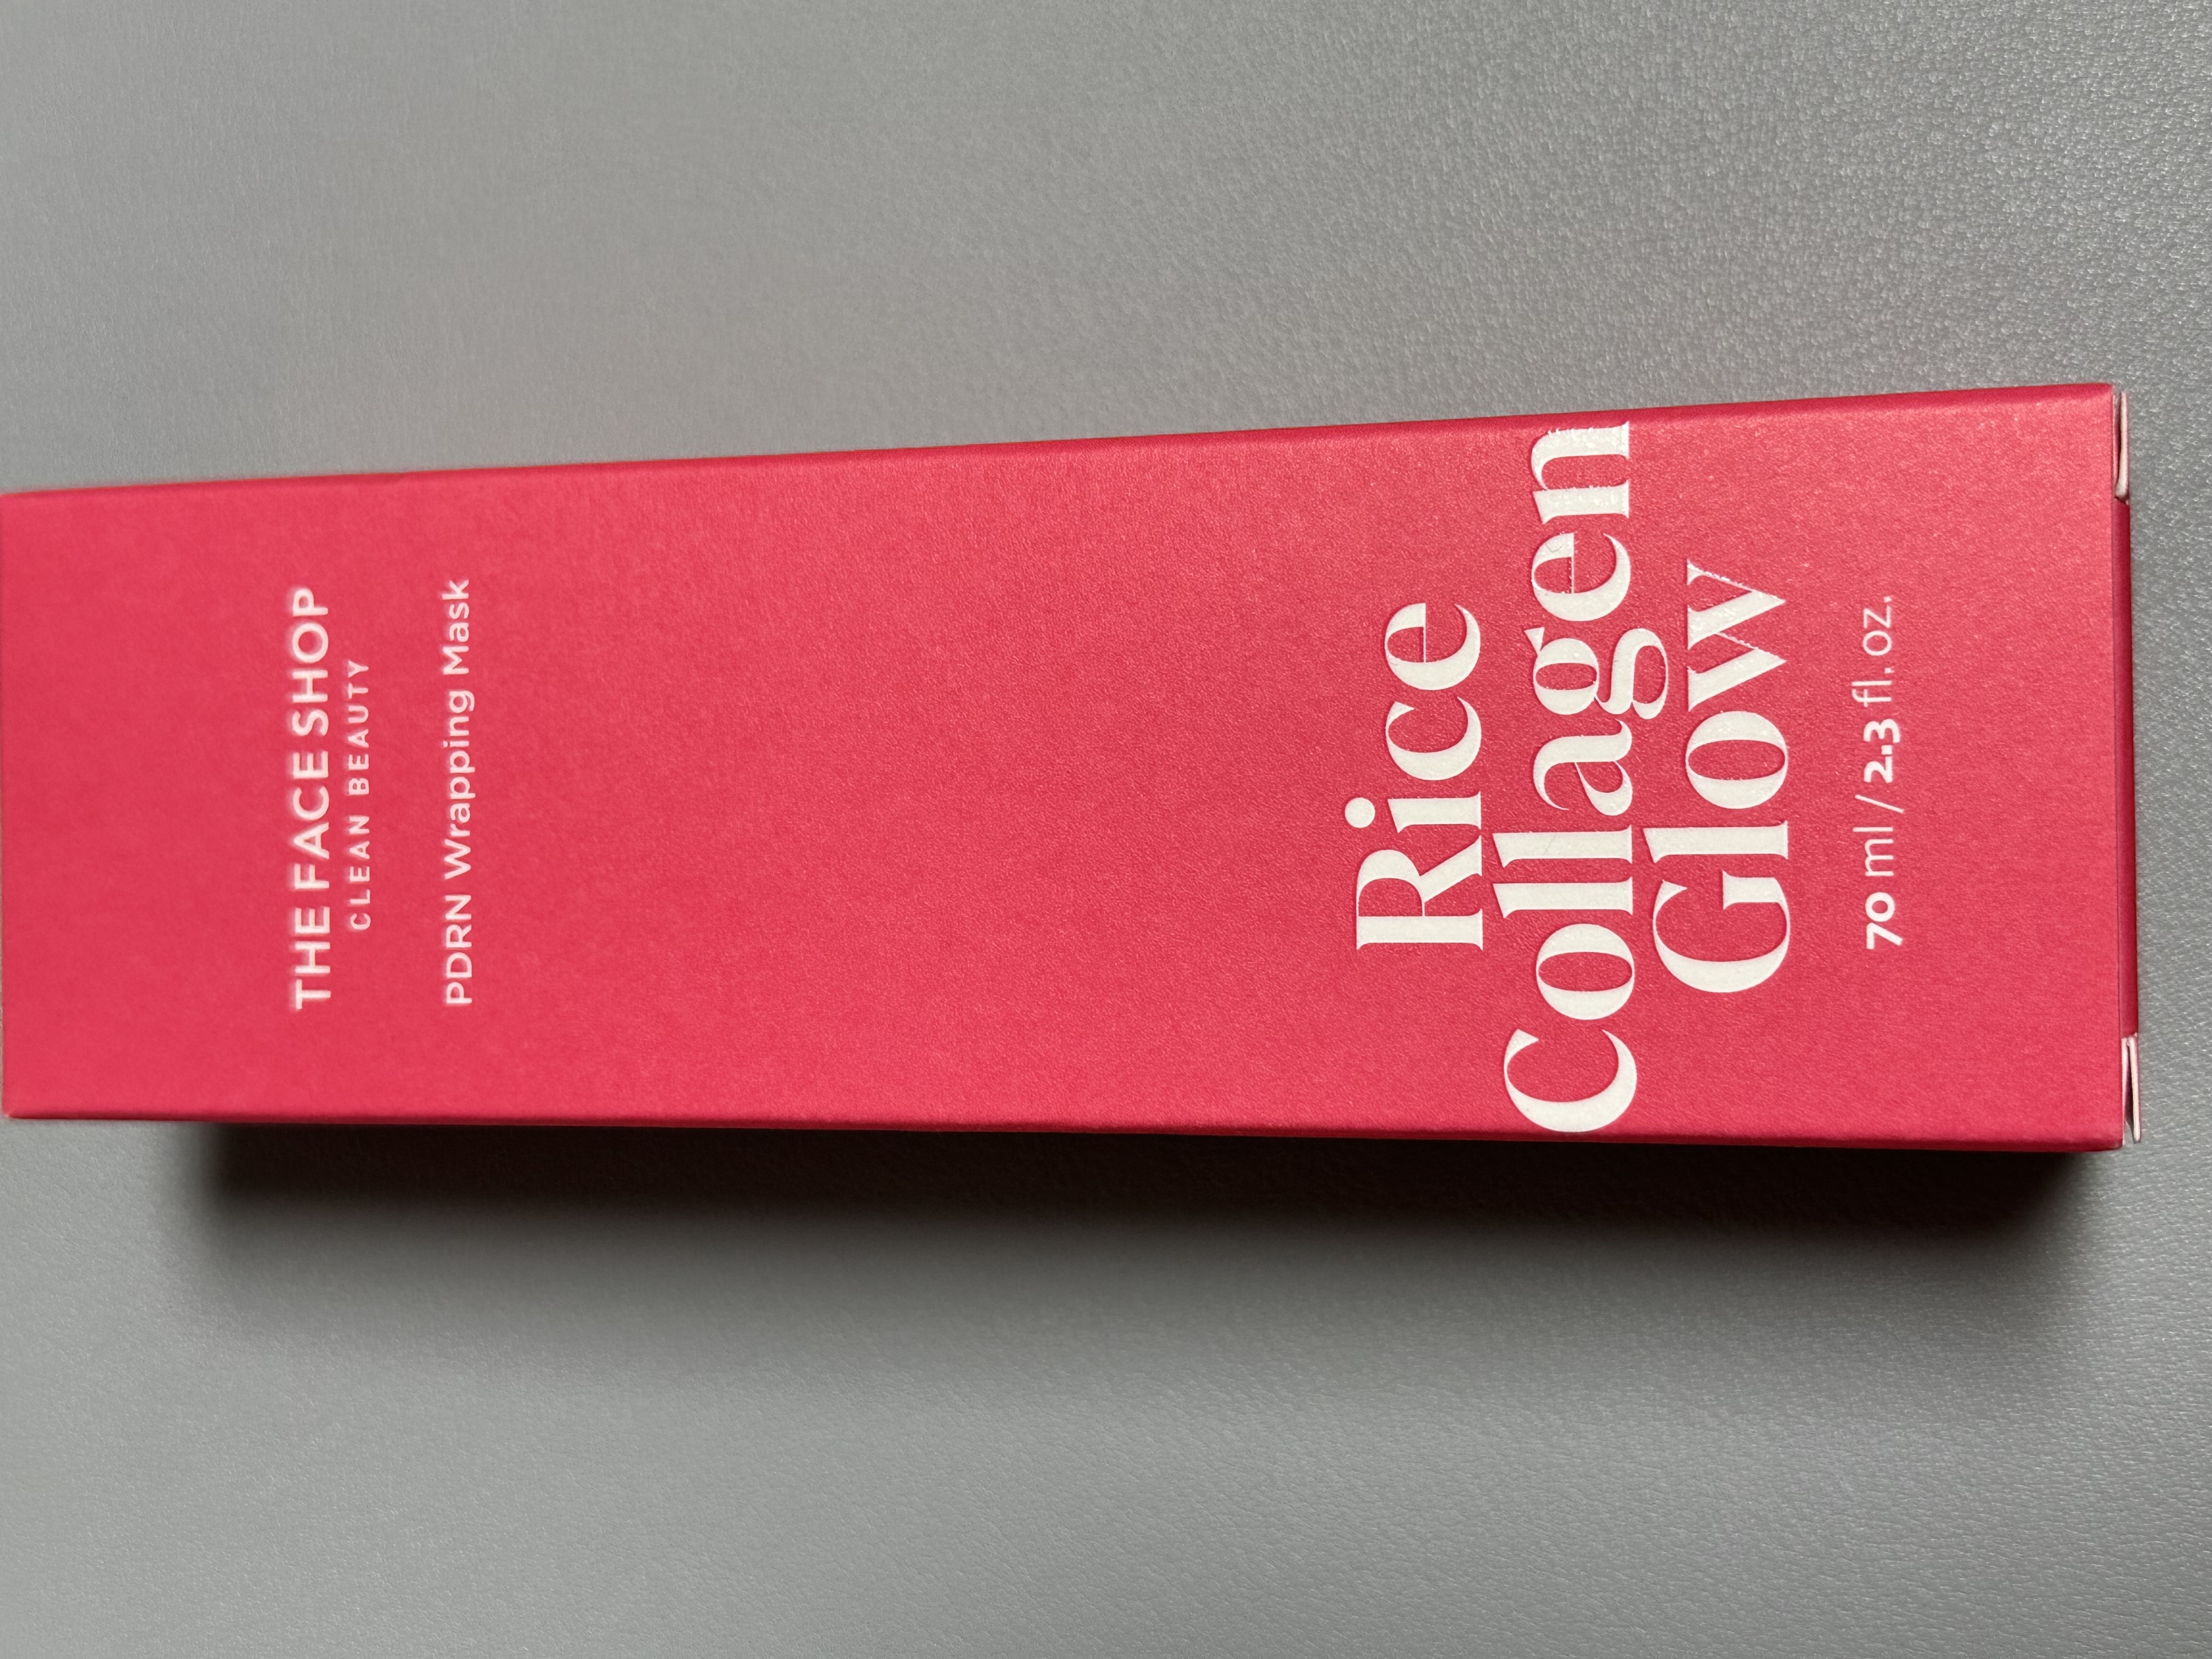 THE FACE SHOP
CLEAN BEAUTY
PDRN Wrapping Mask
Rice
Collagen
Glow
70 ml / 2.3 fl. oz.